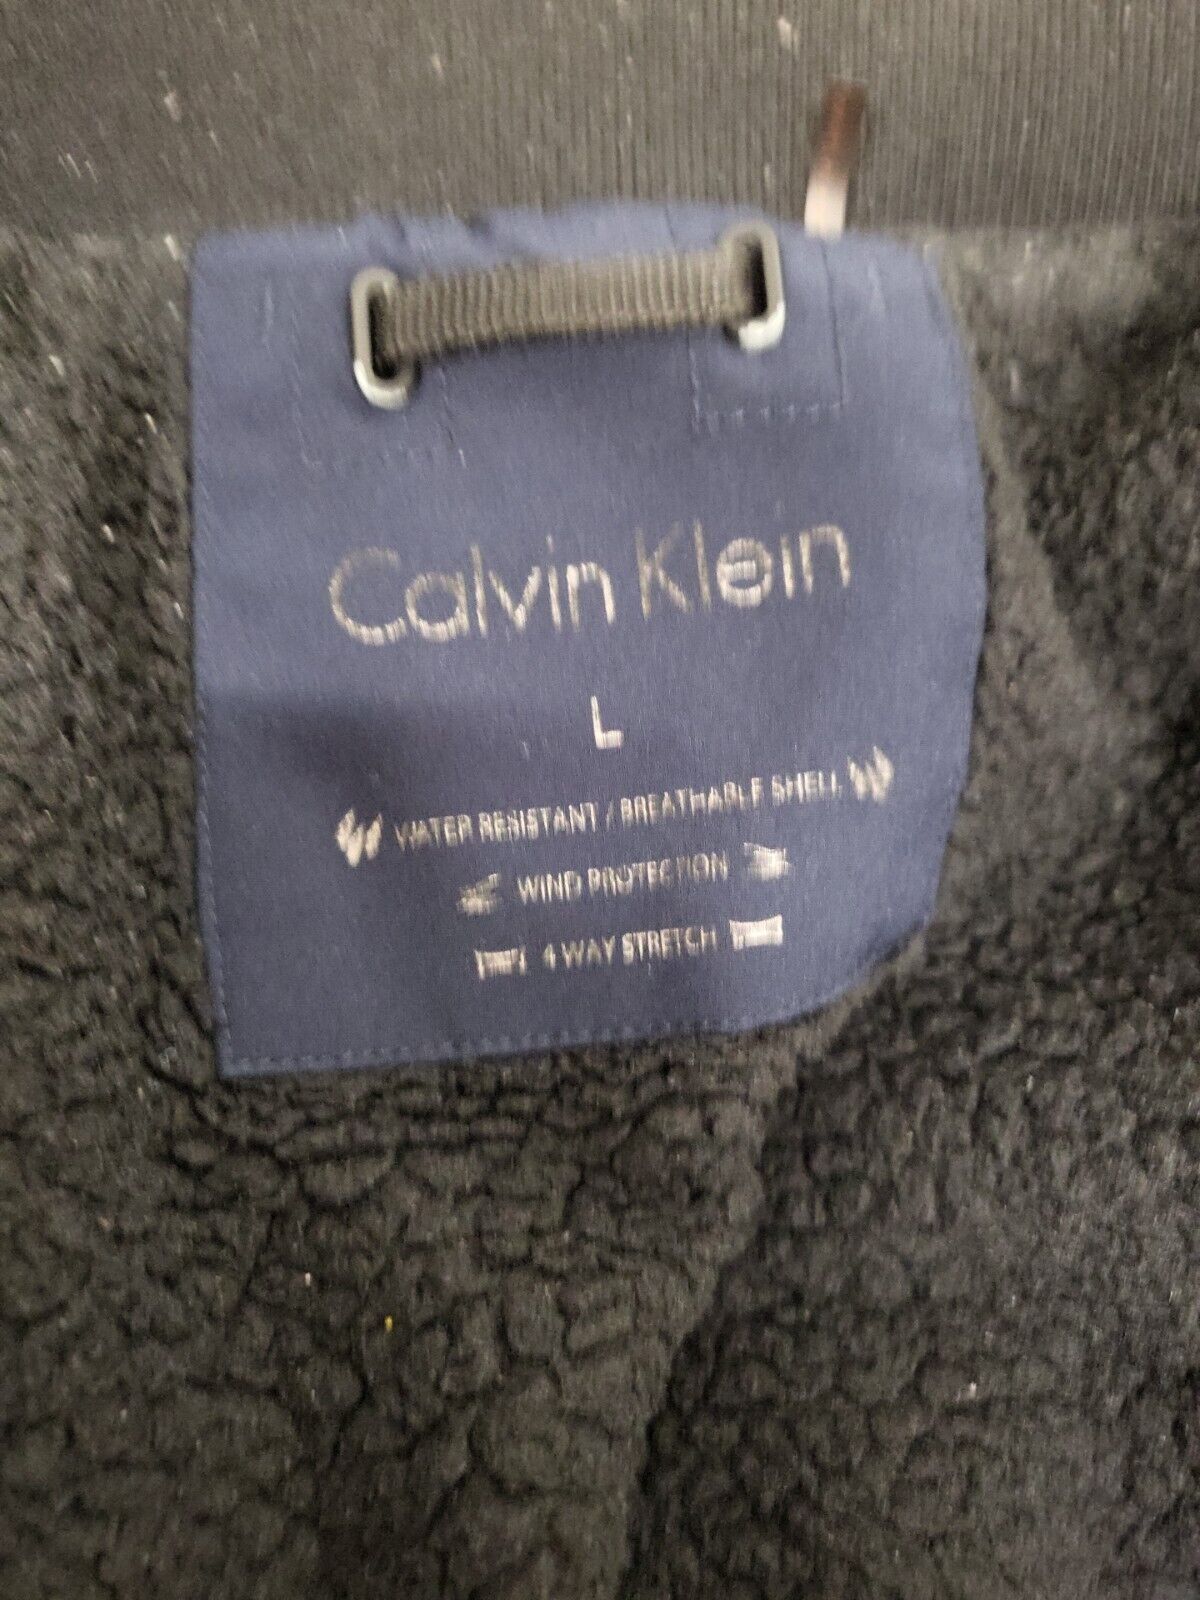 Calvin Klein
L
WATER RESISTANT / BREATHABLE SHELL
WIND PROTECTION
4 WAY STRETCH